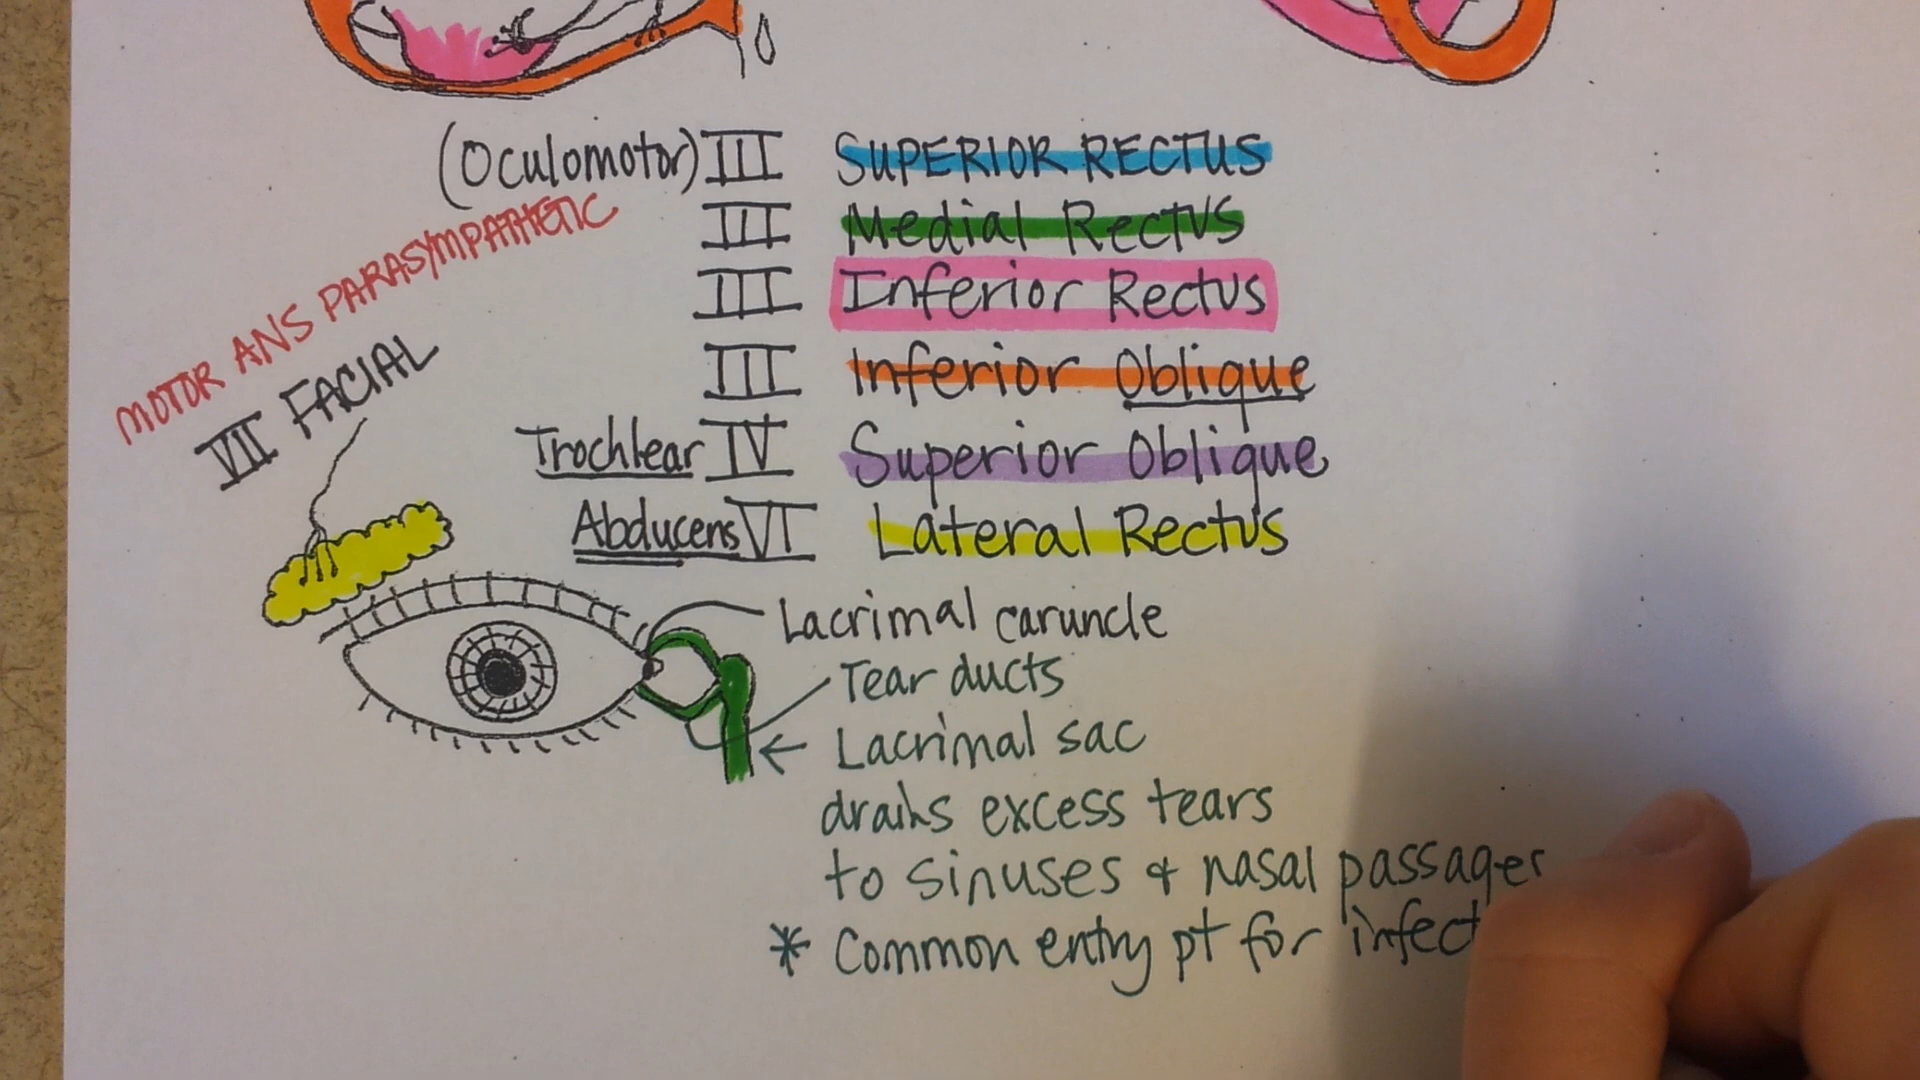 (Oculomotor) III SUPERIOR RECTUS
III Medial Rectus
III Inferior Rectus
III Inferior Oblique
Trochlear IV Superior Oblique
Abducens VI Lateral Rectus
MOTOR ANS PARASYMPATHETIC
VII FACIAL
Lacrimal caruncle
Tear ducts
Lacrimal sac
drains excess tears
to sinuses & nasal passages
* Common entry pt for infect